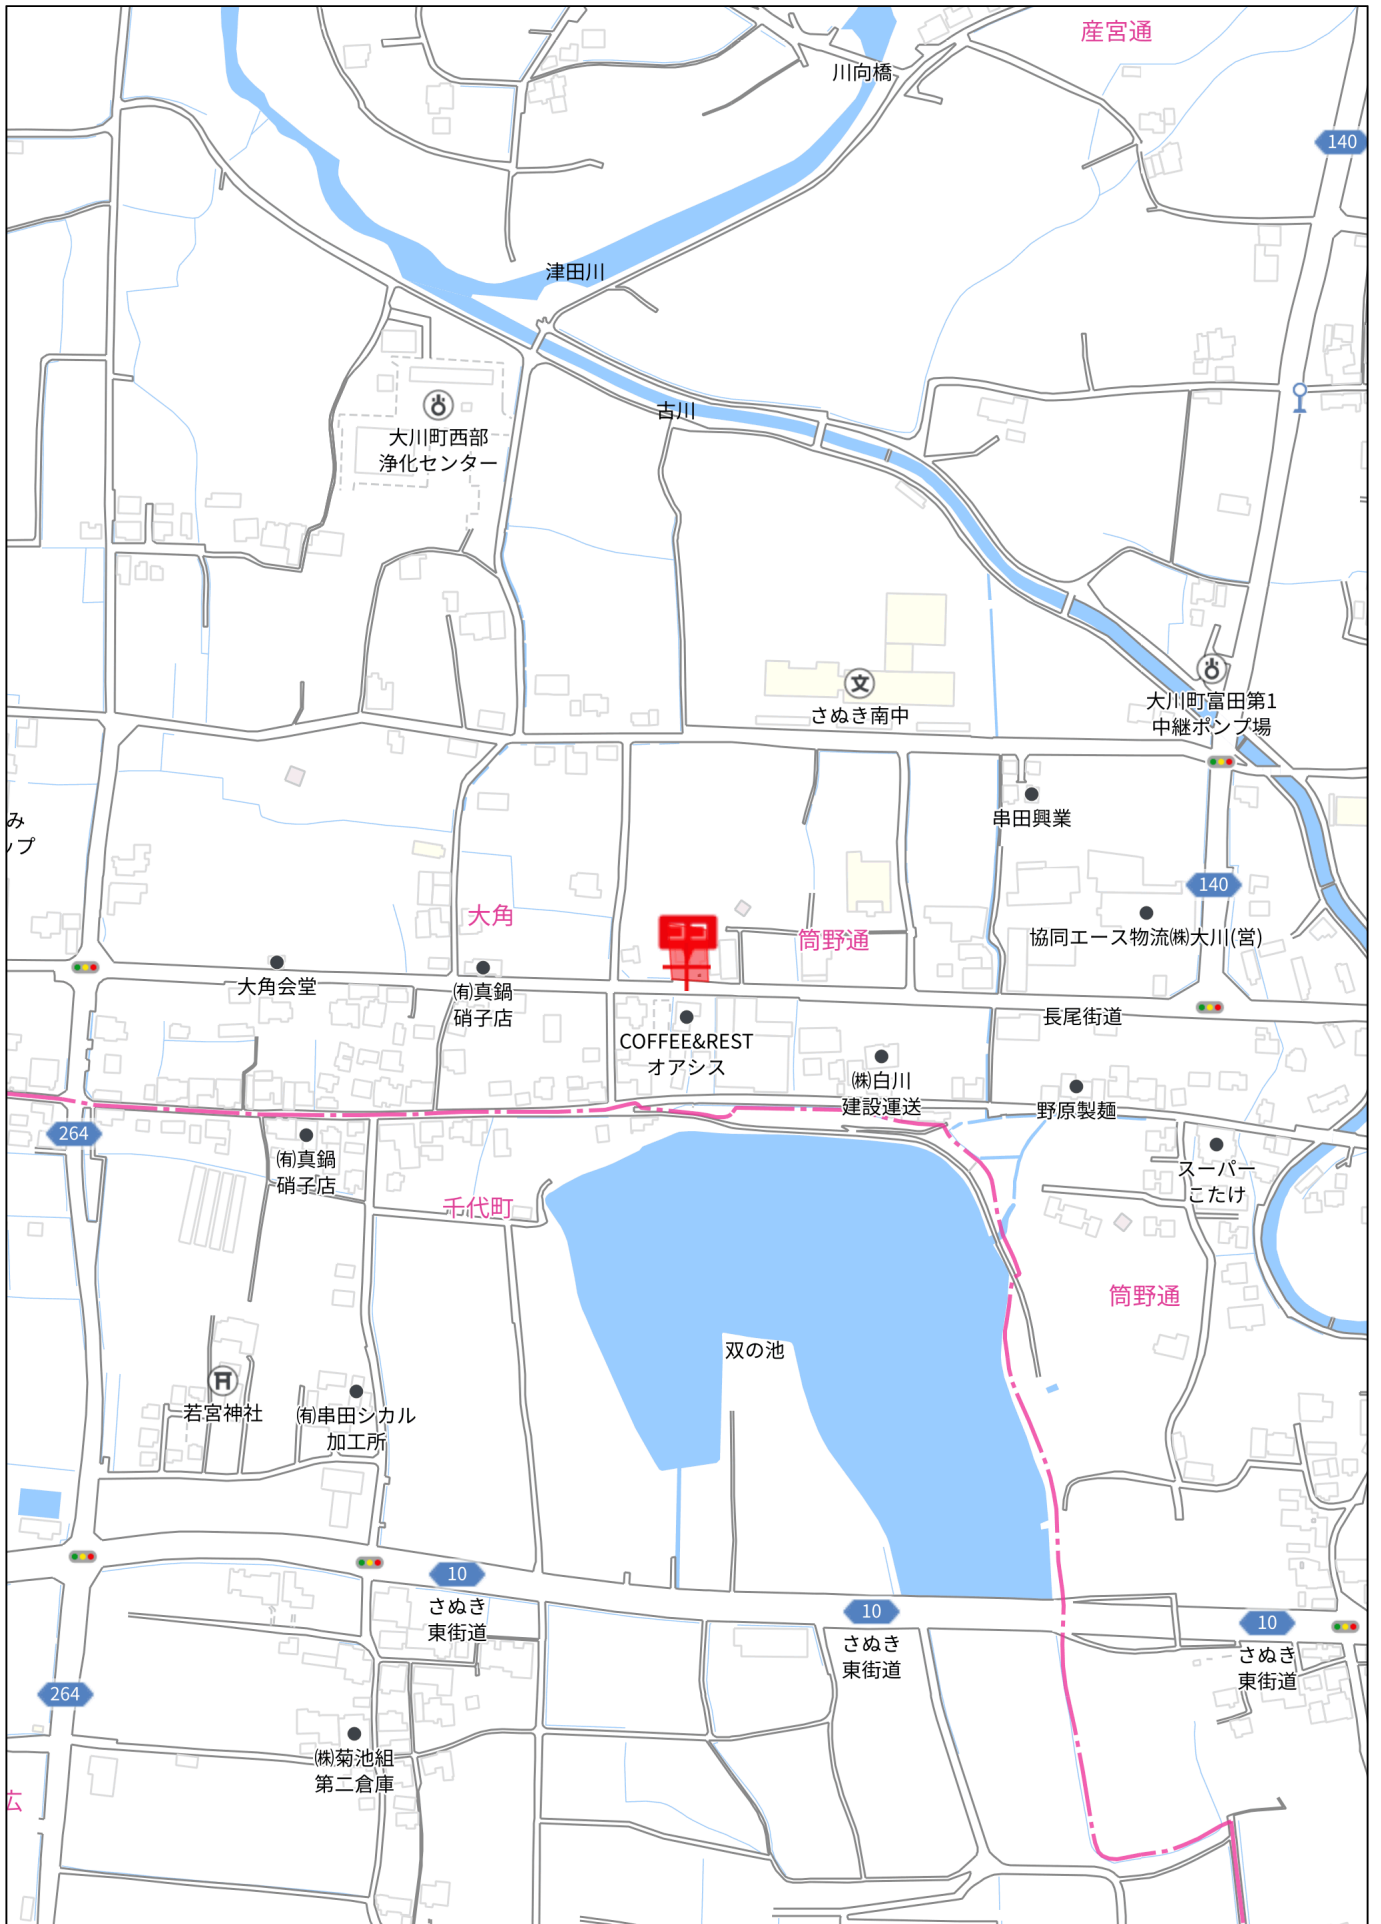 産宮通
川向橋
140
津田川
古川
大川町西部
浄化センター
文
さぬき南中
大川町富田第1
中継ポンプ場
串田興業
み
ップ
140
大角
筒野通
協同エース物流㈱大川(営)
大角会堂
㈲真鍋
硝子店
長尾街道
COFFEE&REST
オアシス
㈱白川
建設運送
野原製麺
264
㈲真鍋
硝子店
スーパー
こたけ
千代町
筒野通
双の池
若宮神社
㈲串田シカル
加工所
10
さぬき
東街道
10
さぬき
東街道
10
さぬき
東街道
264
㈱菊池組
第二倉庫
広